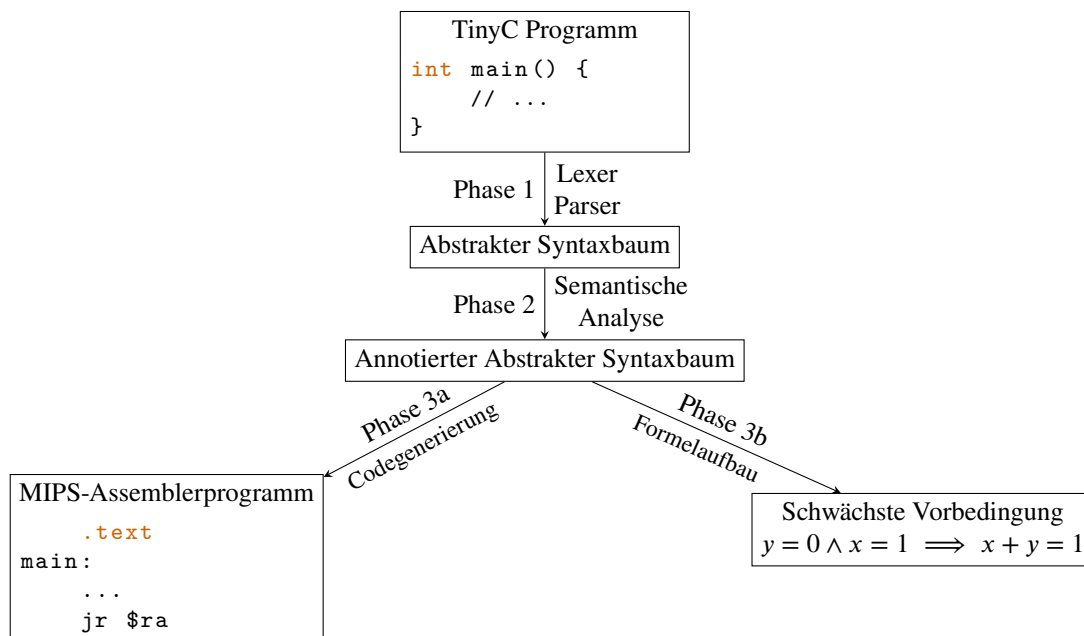 TinyC Programm
int main() {
// ...
}
Phase 1
Lexer
Parser
Abstrakter Syntaxbaum
Phase 2
Semantische
Analyse
Annotierter Abstrakter Syntaxbaum
Phase 3a
Codegenerierung
Phase 3b
Formelaufbau
MIPS-Assemblerprogramm
.text
main:
...
jr $ra
Schwächste Vorbedingung
y = 0 ∧ x = 1 ⟹ x + y = 1